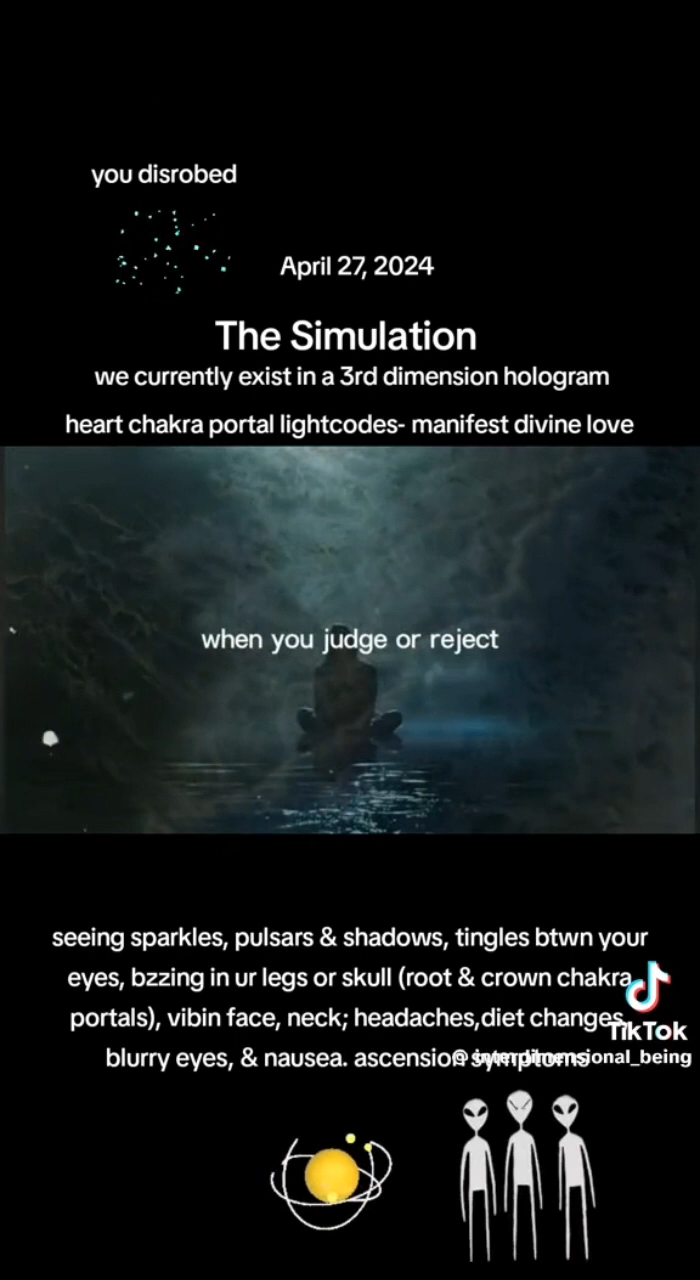 you disrobed
April 27, 2024
The Simulation
we currently exist in a 3rd dimension hologram
heart chakra portal lightcodes- manifest divine love
when you judge or reject
seeing sparkles, pulsars & shadows, tingles btwn your
eyes, bzzing in ur legs or skull (root & crown chakra
portals), vibin face, neck; headaches,diet changes,
blurry eyes, & nausea. ascension symptoms
TikTok
@ interdimensional_being